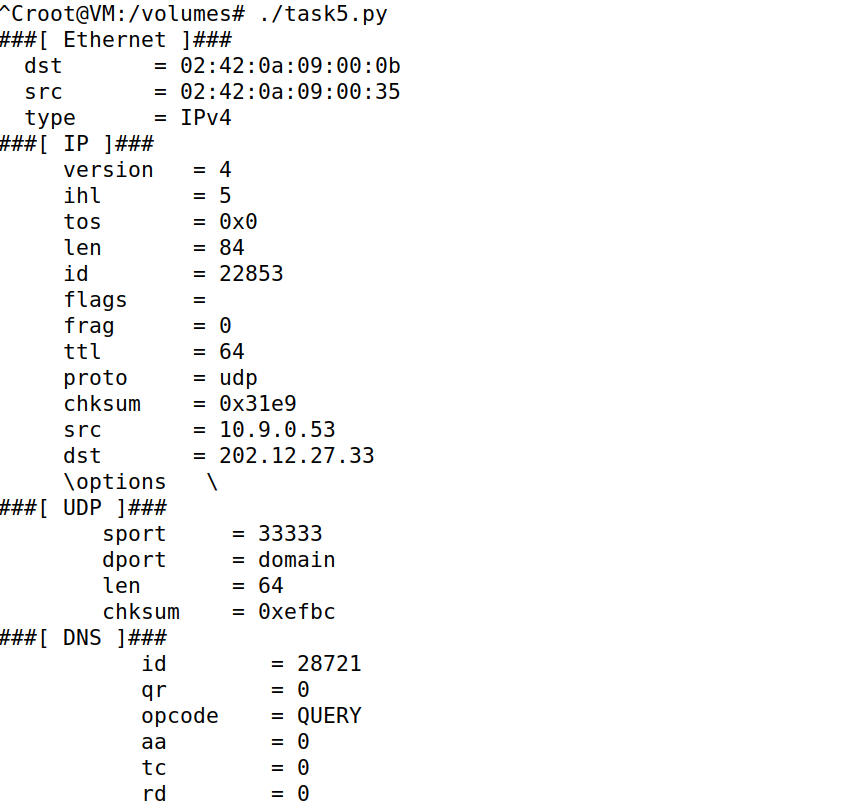 ^Croot@VM:/volumes# ./task5.py
###[ Ethernet ]###
  dst       = 02:42:0a:09:00:0b
  src       = 02:42:0a:09:00:35
  type      = IPv4
###[ IP ]###
     version   = 4
     ihl       = 5
     tos       = 0x0
     len       = 84
     id        = 22853
     flags     =
     frag      = 0
     ttl       = 64
     proto     = udp
     chksum    = 0x31e9
     src       = 10.9.0.53
     dst       = 202.12.27.33
     \options   \
###[ UDP ]###
        sport     = 33333
        dport     = domain
        len       = 64
        chksum    = 0xefbc
###[ DNS ]###
           id        = 28721
           qr        = 0
           opcode    = QUERY
           aa        = 0
           tc        = 0
           rd        = 0